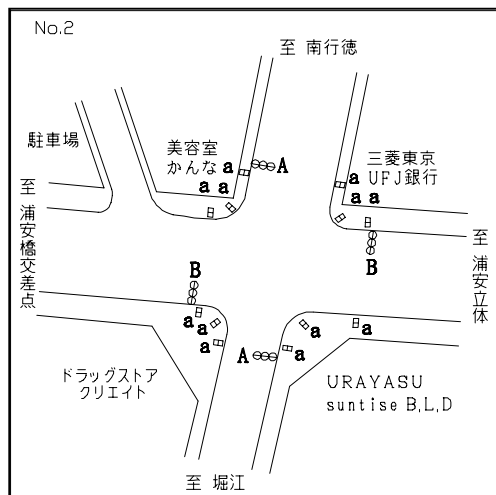 No.2
至 南行徳
駐車場
美容室
かんな
a
A
a a
三菱東京
UFJ銀行
a
a a
至 浦安橋交差点
至 浦安立体
B
B
a
a
a
A
a
a
a
ドラッグストア
クリエイト
URAYASU
suntise B,L,D
至 堀江